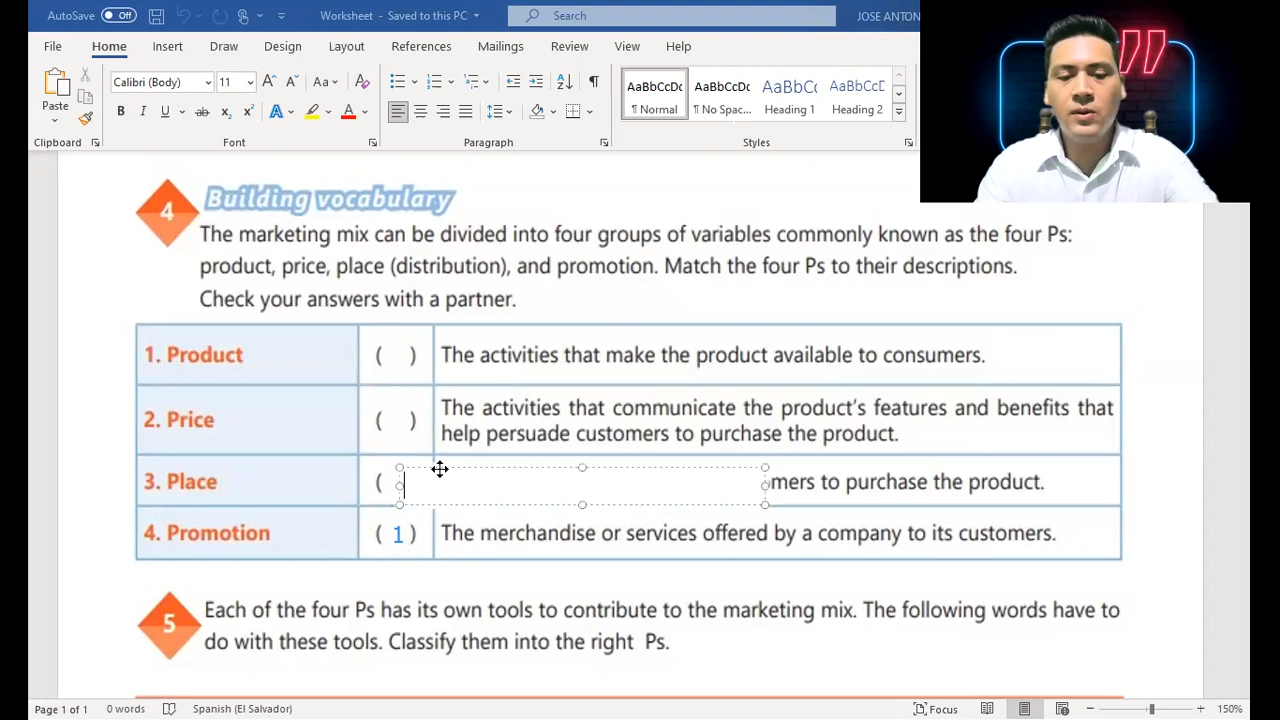 AutoSave Off Worksheet - Saved to this PC Search JOSE ANTON
File Home Insert Draw Design Layout References Mailings Review View Help
Paste Calibri (Body) 11 A A Aa A AaBbCcDc AaBbCcDc AaBbCc AaBbCcD
B I U ab x₂ x² A A ¶ Normal ¶ No Spac... Heading 1 Heading 2
Clipboard Font Paragraph Styles
4 Building vocabulary
The marketing mix can be divided into four groups of variables commonly known as the four Ps:
product, price, place (distribution), and promotion. Match the four Ps to their descriptions.
Check your answers with a partner.
1. Product ( ) The activities that make the product available to consumers.
2. Price ( ) The activities that communicate the product's features and benefits that
help persuade customers to purchase the product.
3. Place ( mers to purchase the product.
4. Promotion ( 1 ) The merchandise or services offered by a company to its customers.
5 Each of the four Ps has its own tools to contribute to the marketing mix. The following words have to
do with these tools. Classify them into the right Ps.
Page 1 of 1 0 words Spanish (El Salvador) Focus 150%